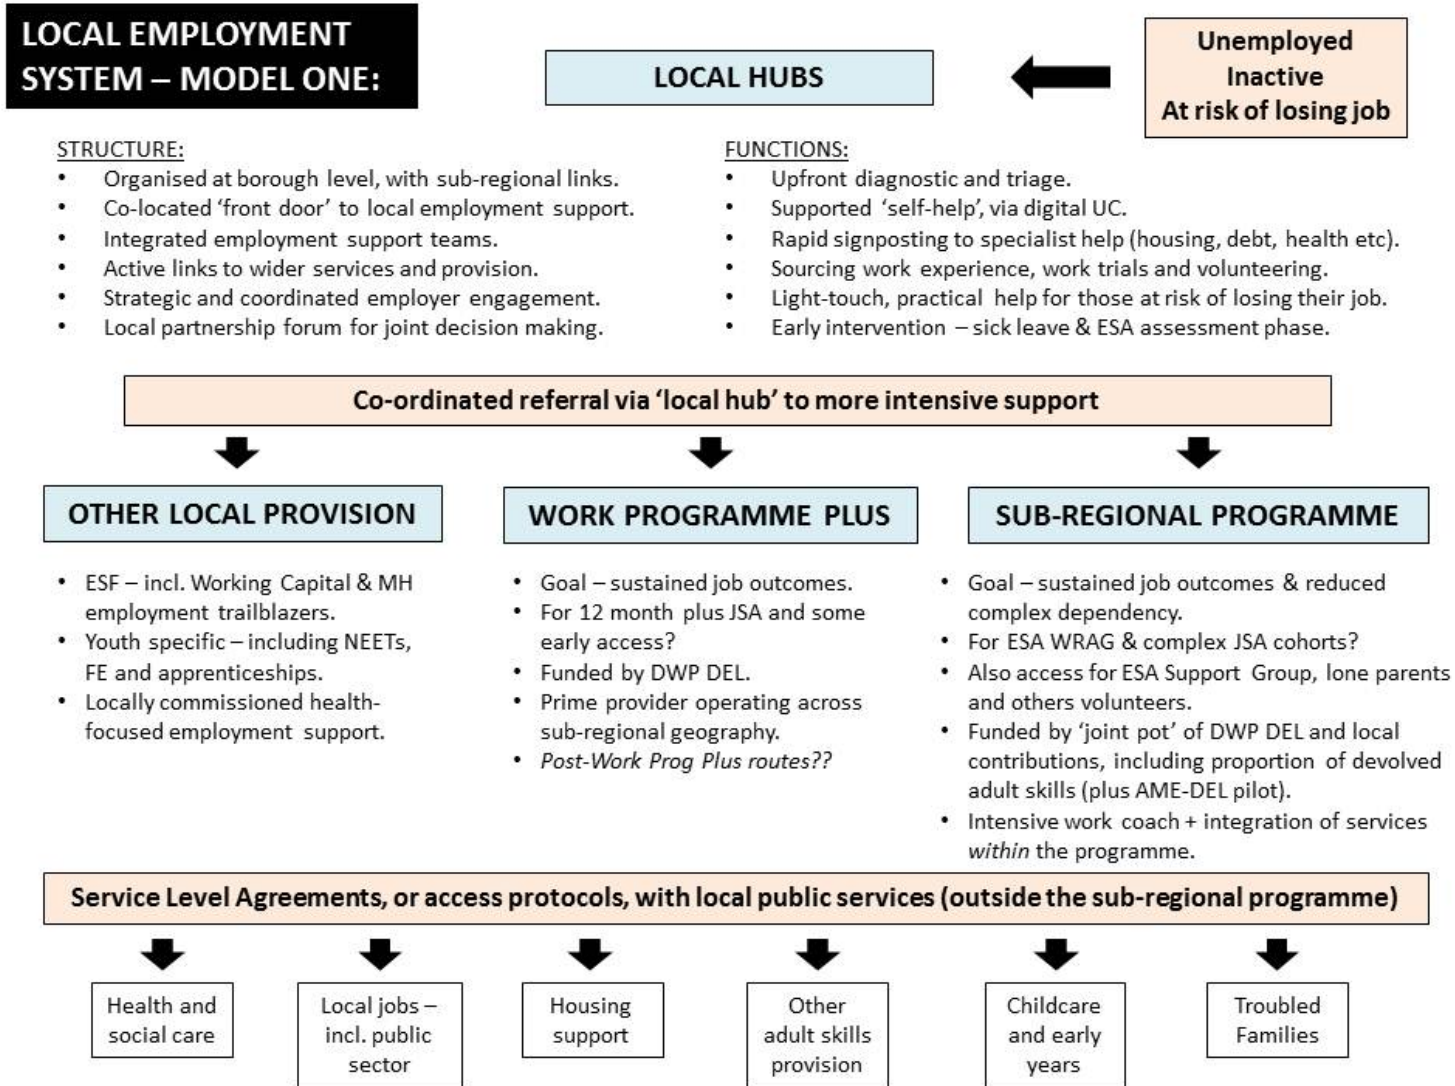 LOCAL EMPLOYMENT
SYSTEM – MODEL ONE:
LOCAL HUBS
Unemployed
Inactive
At risk of losing job
STRUCTURE:
• Organised at borough level, with sub-regional links.
• Co-located ‘front door’ to local employment support.
• Integrated employment support teams.
• Active links to wider services and provision.
• Strategic and coordinated employer engagement.
• Local partnership forum for joint decision making.
FUNCTIONS:
• Upfront diagnostic and triage.
• Supported ‘self-help’, via digital UC.
• Rapid signposting to specialist help (housing, debt, health etc).
• Sourcing work experience, work trials and volunteering.
• Light-touch, practical help for those at risk of losing their job.
• Early intervention – sick leave & ESA assessment phase.
Co-ordinated referral via ‘local hub’ to more intensive support
OTHER LOCAL PROVISION
• ESF – incl. Working Capital & MH
employment trailblazers.
• Youth specific – including NEETs,
FE and apprenticeships.
• Locally commissioned health-
focused employment support.
WORK PROGRAMME PLUS
• Goal – sustained job outcomes.
• For 12 month plus JSA and some
early access?
• Funded by DWP DEL.
• Prime provider operating across
sub-regional geography.
• Post-Work Prog Plus routes??
SUB-REGIONAL PROGRAMME
• Goal – sustained job outcomes & reduced
complex dependency.
• For ESA WRAG & complex JSA cohorts?
• Also access for ESA Support Group, lone parents
and others volunteers.
• Funded by ‘joint pot’ of DWP DEL and local
contributions, including proportion of devolved
adult skills (plus AME-DEL pilot).
• Intensive work coach + integration of services
within the programme.
Service Level Agreements, or access protocols, with local public services (outside the sub-regional programme)
Health and
social care
Local jobs –
incl. public
sector
Housing
support
Other
adult skills
provision
Childcare
and early
years
Troubled
Families